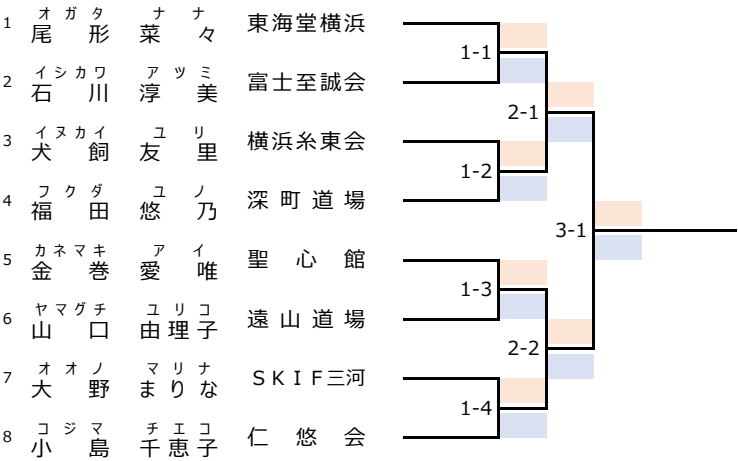 オガタ ナナ
1 尾形 菜々 東海堂横浜
イシカワ アツミ
2 石川 淳美 富士至誠会
イヌカイ ユリ
3 犬飼 友里 横浜糸東会
フクダ ユノ
4 福田 悠乃 深町道場
カネマキ アイ
5 金巻 愛唯 聖心館
ヤマグチ ユリコ
6 山口 由理子 遠山道場
オオノ マリナ
7 大野 まりな ＳＫＩＦ三河
コジマ チエコ
8 小島 千恵子 仁悠会
1-1
2-1
1-2
3-1
1-3
2-2
1-4